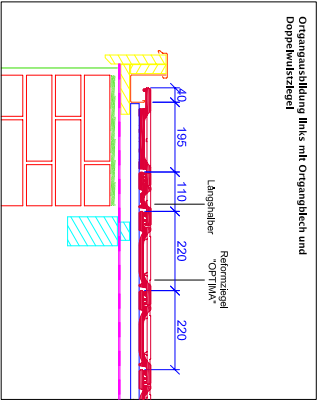 Ortgangausbildung links mit Ortgangblech und
Doppelwulstziegel
40
195
110
220
220
Längshalber
Reformziegel
"OPTIMA"